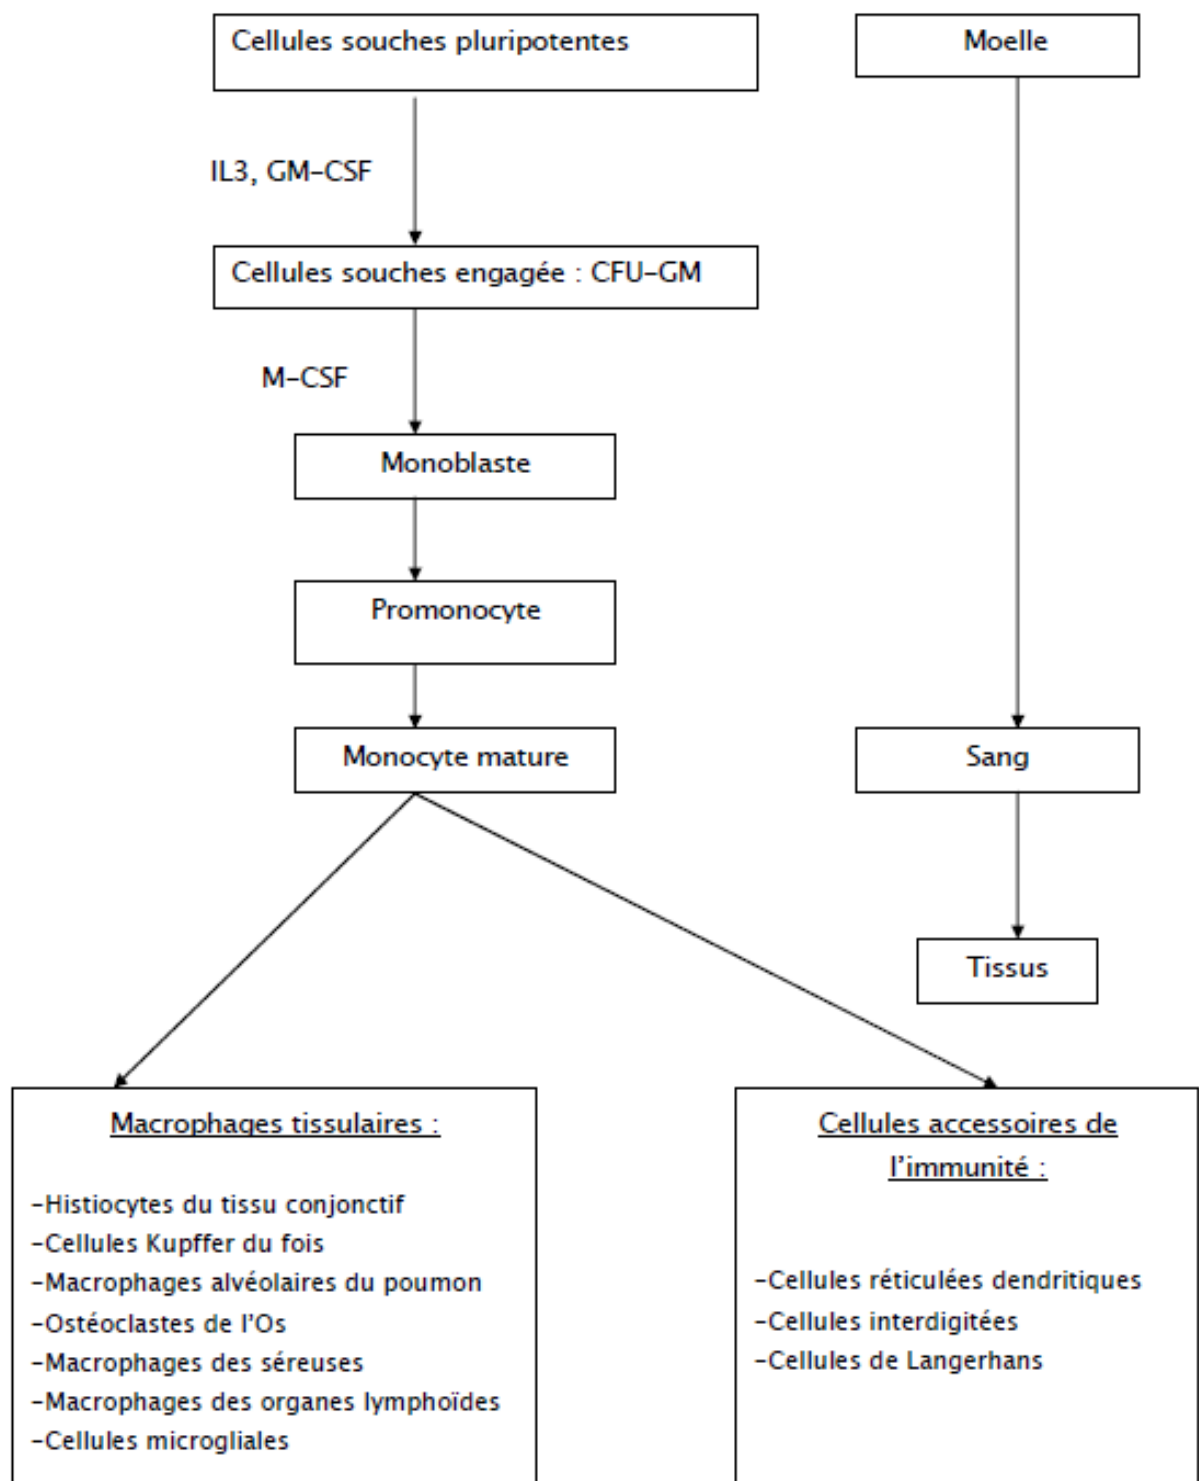 Cellules souches pluripotentes
Moelle
IL3, GM-CSF
Cellules souches engagée : CFU-GM
M-CSF
Monoblaste
Promonocyte
Monocyte mature
Sang
Tissus
Macrophages tissulaires :
-Histiocytes du tissu conjonctif
-Cellules Kupffer du fois
-Macrophages alvéolaires du poumon
-Ostéoclastes de l'Os
-Macrophages des séreuses
-Macrophages des organes lymphoïdes
-Cellules microgliales
Cellules accessoires de
l'immunité :
-Cellules réticulées dendritiques
-Cellules interdigitées
-Cellules de Langerhans